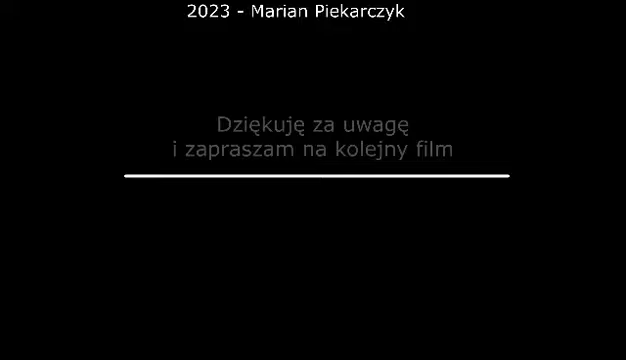 2023 - Marian Piekarczyk
Dziękuję za uwagę
i zapraszam na kolejny film